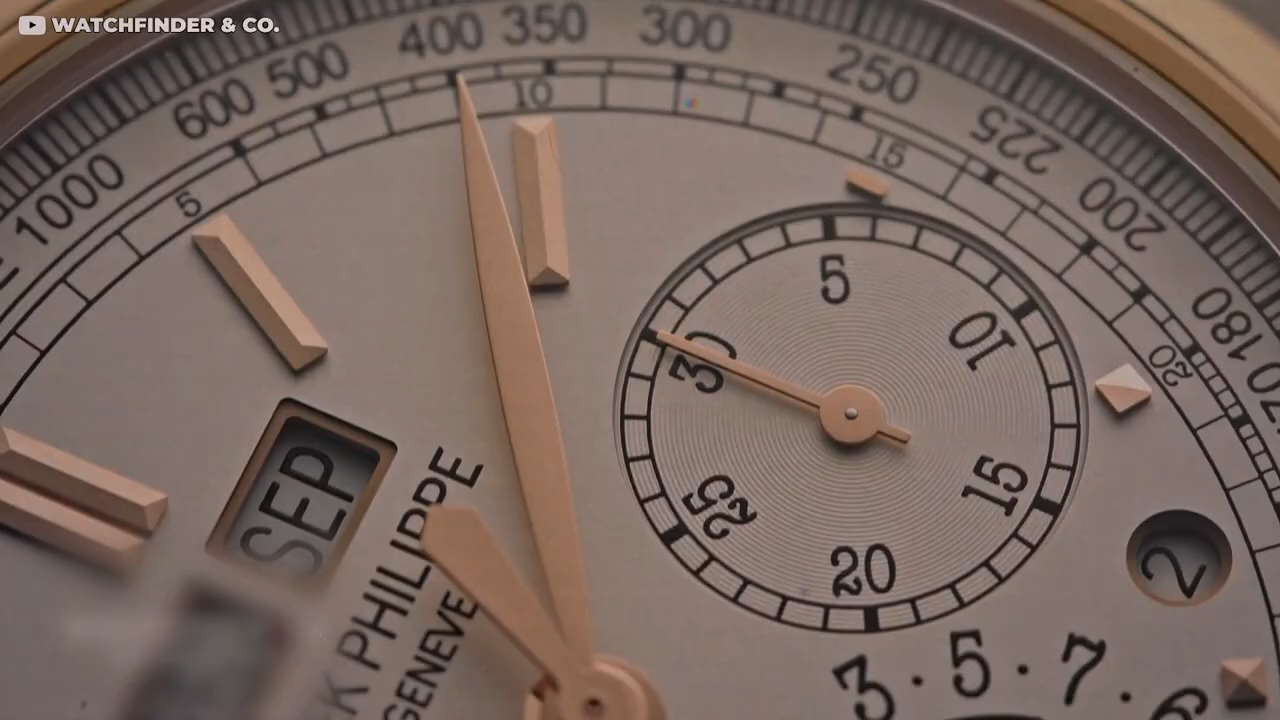 WATCHFINDER & CO.
1000 600 500 400 350 300 250 225 200 180
5 10 15 20
SEP
PHILIPPE
GENEVE
5 10 15 20 25 30
2
3 · 5 · 7 ·